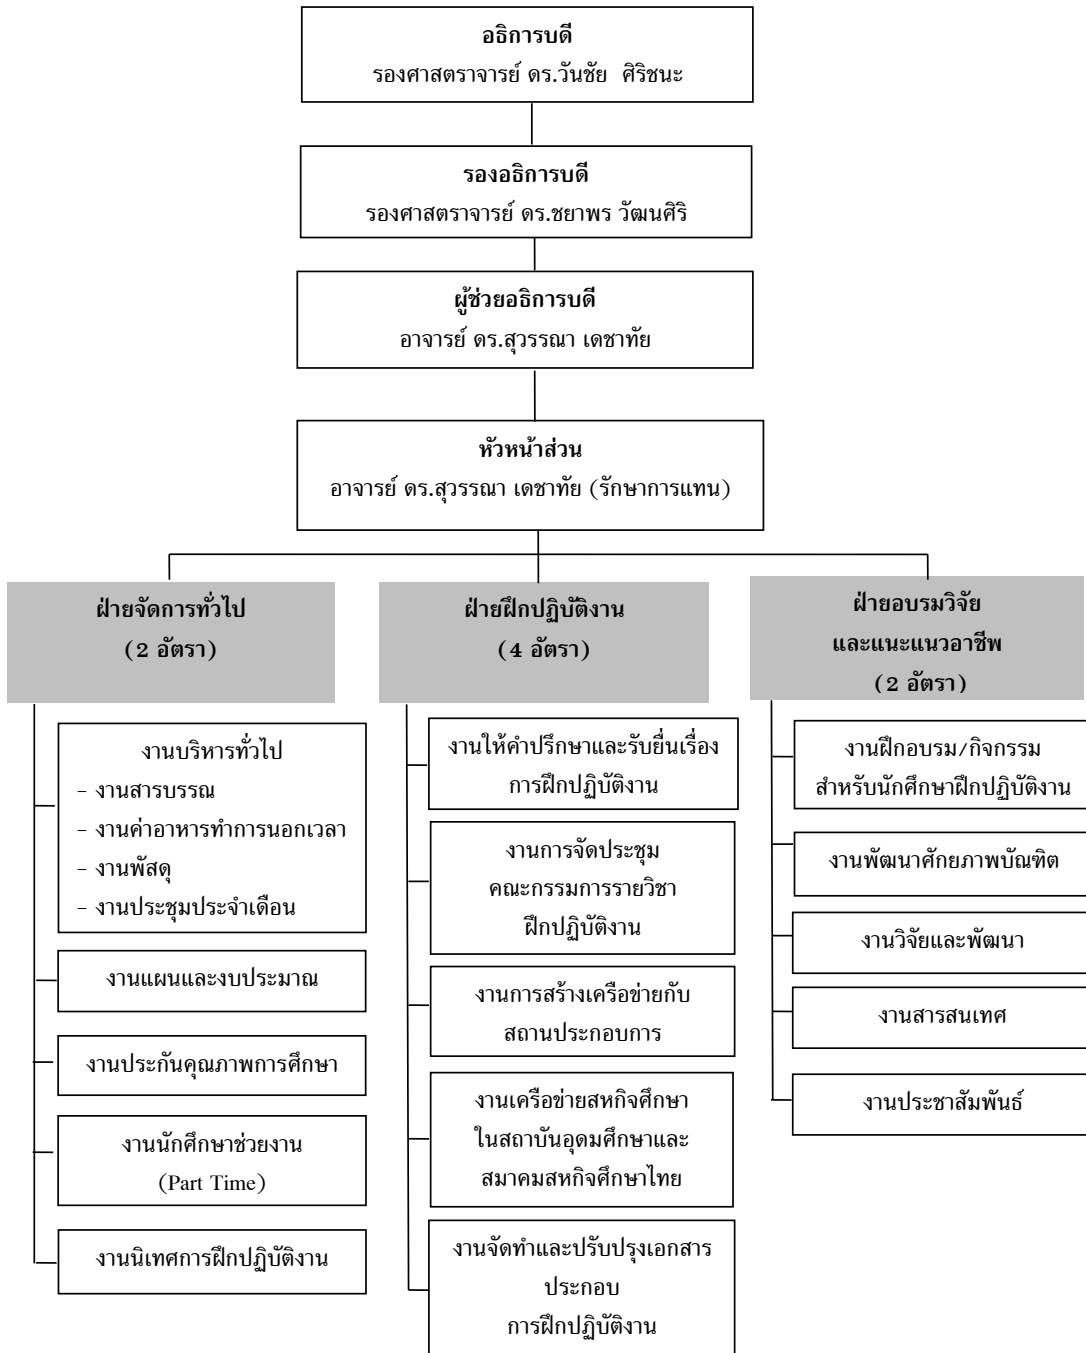 อธิการบดี
รองศาสตราจารย์ ดร.วันชัย ศิริชนะ
รองอธิการบดี
รองศาสตราจารย์ ดร.ชยาพร วัฒนศิริ
ผู้ช่วยอธิการบดี
อาจารย์ ดร.สุวรรณา เดชาทัย
หัวหน้าส่วน
อาจารย์ ดร.สุวรรณา เดชาทัย (รักษาการแทน)
ฝ่ายจัดการทั่วไป
(2 อัตรา)
งานบริหารทั่วไป
- งานสารบรรณ
- งานค่าอาหารทำการนอกเวลา
- งานพัสดุ
- งานประชุมประจำเดือน
งานแผนและงบประมาณ
งานประกันคุณภาพการศึกษา
งานนักศึกษาช่วยงาน
(Part Time)
งานนิเทศการฝึกปฏิบัติงาน
ฝ่ายฝึกปฏิบัติงาน
(4 อัตรา)
งานให้คำปรึกษาและรับยื่นเรื่อง
การฝึกปฏิบัติงาน
งานการจัดประชุม
คณะกรรมการรายวิชา
ฝึกปฏิบัติงาน
งานการสร้างเครือข่ายกับ
สถานประกอบการ
งานเครือข่ายสหกิจศึกษา
ในสถาบันอุดมศึกษาและ
สมาคมสหกิจศึกษาไทย
งานจัดทำและปรับปรุงเอกสาร
ประกอบ
การฝึกปฏิบัติงาน
ฝ่ายอบรมวิจัย
และแนะแนวอาชีพ
(2 อัตรา)
งานฝึกอบรม/กิจกรรม
สำหรับนักศึกษาฝึกปฏิบัติงาน
งานพัฒนาศักยภาพบัณฑิต
งานวิจัยและพัฒนา
งานสารสนเทศ
งานประชาสัมพันธ์